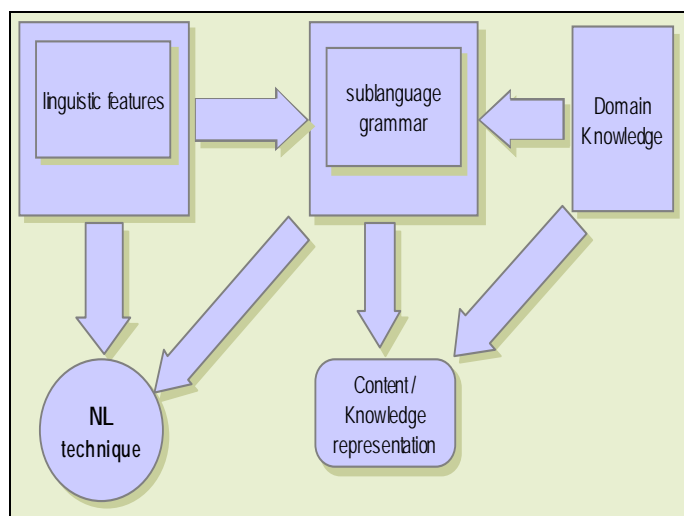 linguistic features
sublanguage
grammar
Domain
Knowledge
NL
technique
Content /
Knowledge
representation